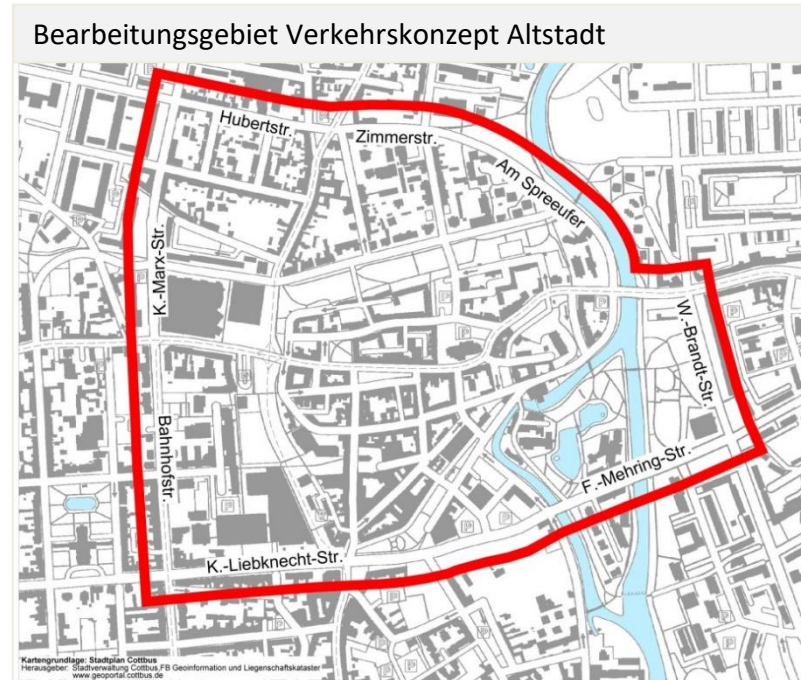 Bearbeitungsgebiet Verkehrskonzept Altstadt
Hubertstr.
Zimmerstr.
Am Spreeufer
K.-Marx-Str.
W.-Brandt-Str.
Bahnhofstr.
F.-Mehring-Str.
K.-Liebknecht-Str.
Kartengrundlage: Stadtplan Cottbus
Herausgeber: Stadtverwaltung Cottbus,FB Geoinformation und Liegenschaftskataster
www.geoportal.cottbus.de